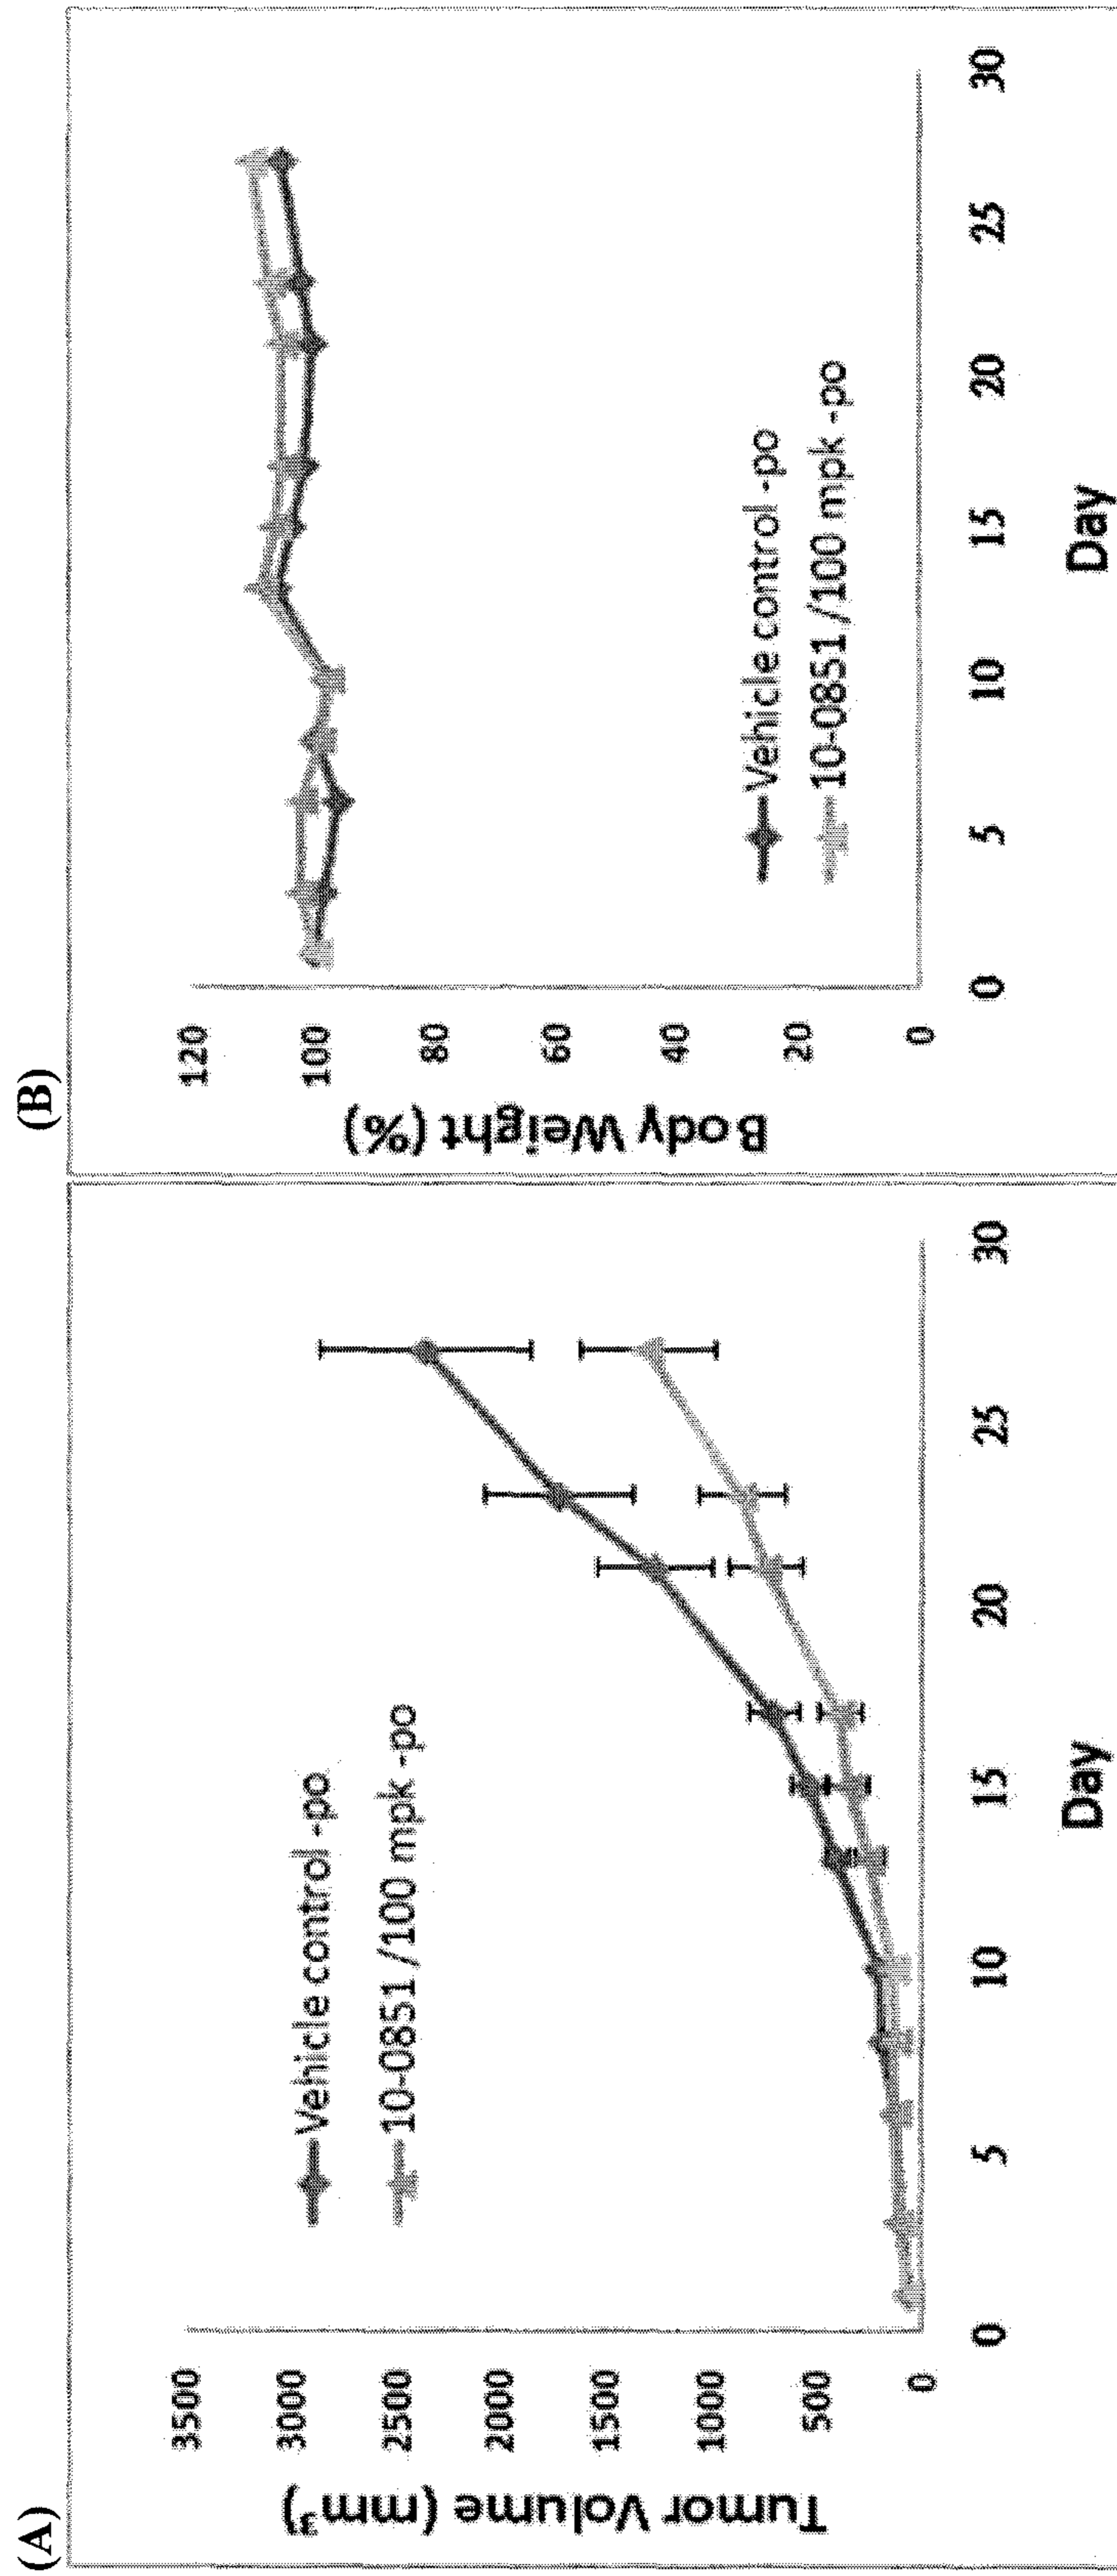 (A)
Tumor Volume (mm³)
3500
3000
2500
2000
1500
1000
500
0
Vehicle control -po
10-0851 /100 mpk -po
0 5 10 15 20 25 30
Day
(B)
Body Weight (%)
120
100
80
60
40
20
0
Vehicle control -po
10-0851 /100 mpk -po
0 5 10 15 20 25 30
Day